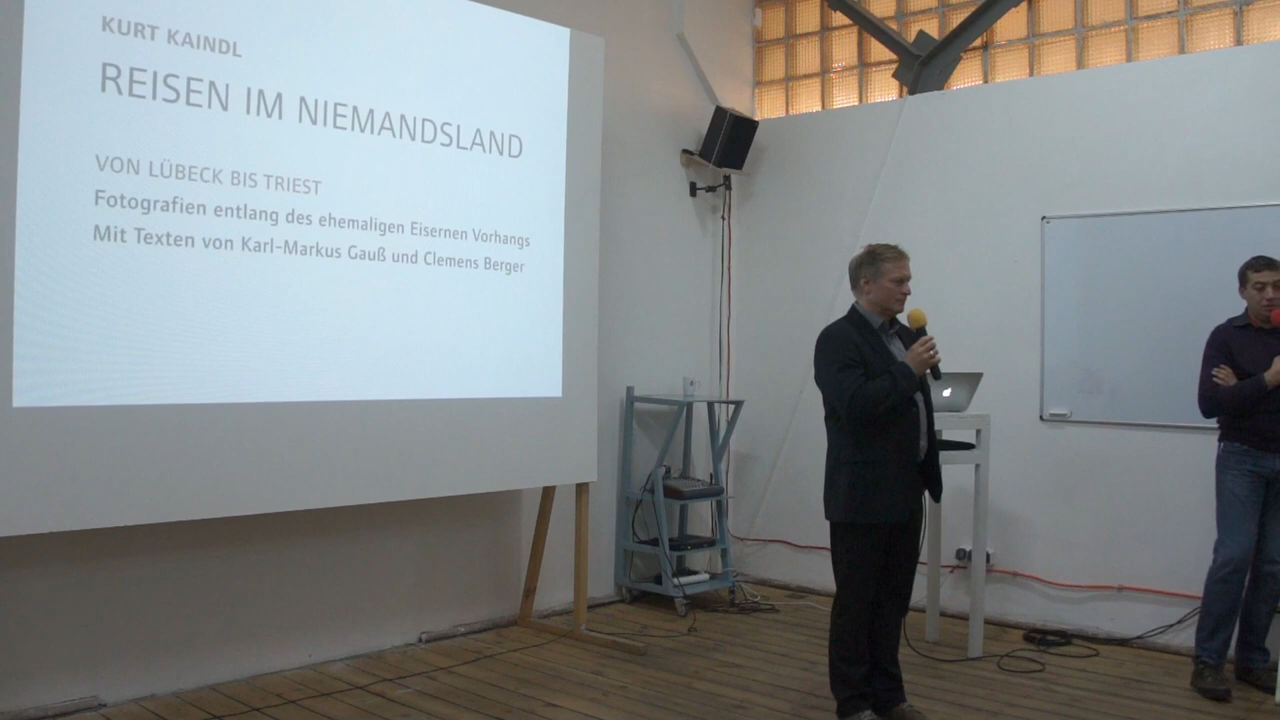 KURT KAINDL
REISEN IM NIEMANDSLAND
VON LÜBECK BIS TRIEST
Fotografien entlang des ehemaligen Eisernen Vorhangs
Mit Texten von Karl-Markus Gauß und Clemens Berger